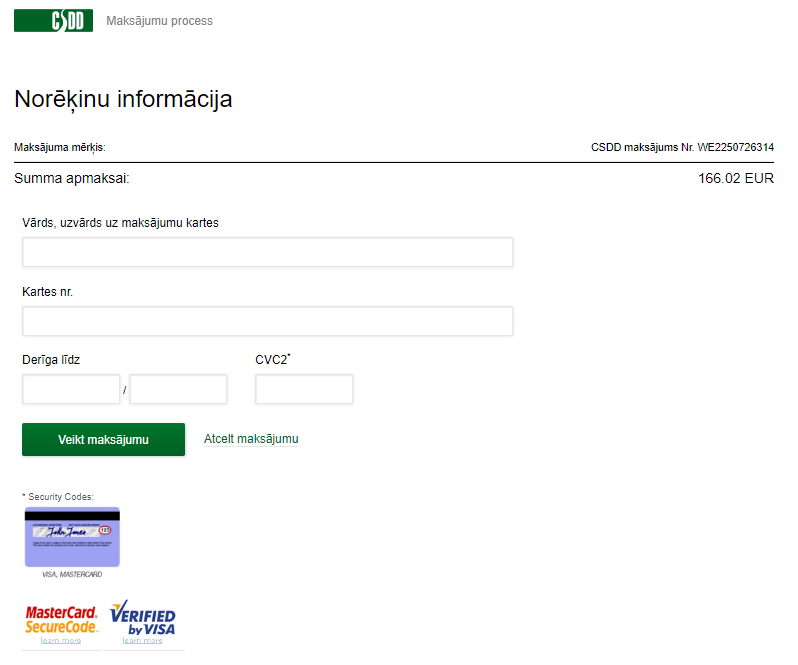 CSDD Maksājumu process
Norēķinu informācija
Maksājuma mērķis: CSDD maksājums Nr. WE2250726314
Summa apmaksai: 166.02 EUR
Vārds, uzvārds uz maksājumu kartes
Kartes nr.
Derīga līdz CVC2*
/
Veikt maksājumu Atcelt maksājumu
* Security Codes:
John Jones 123
VISA, MASTERCARD
MasterCard. VERIFIED
SecureCode. by VISA
learn more learn more